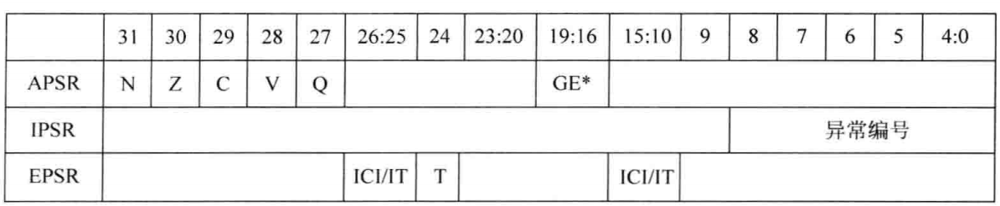 31 30 29 28 27 26:25 24 23:20 19:16 15:10 9 8 7 6 5 4:0
APSR N Z C V Q GE*
IPSR 异常编号
EPSR ICI/IT T ICI/IT